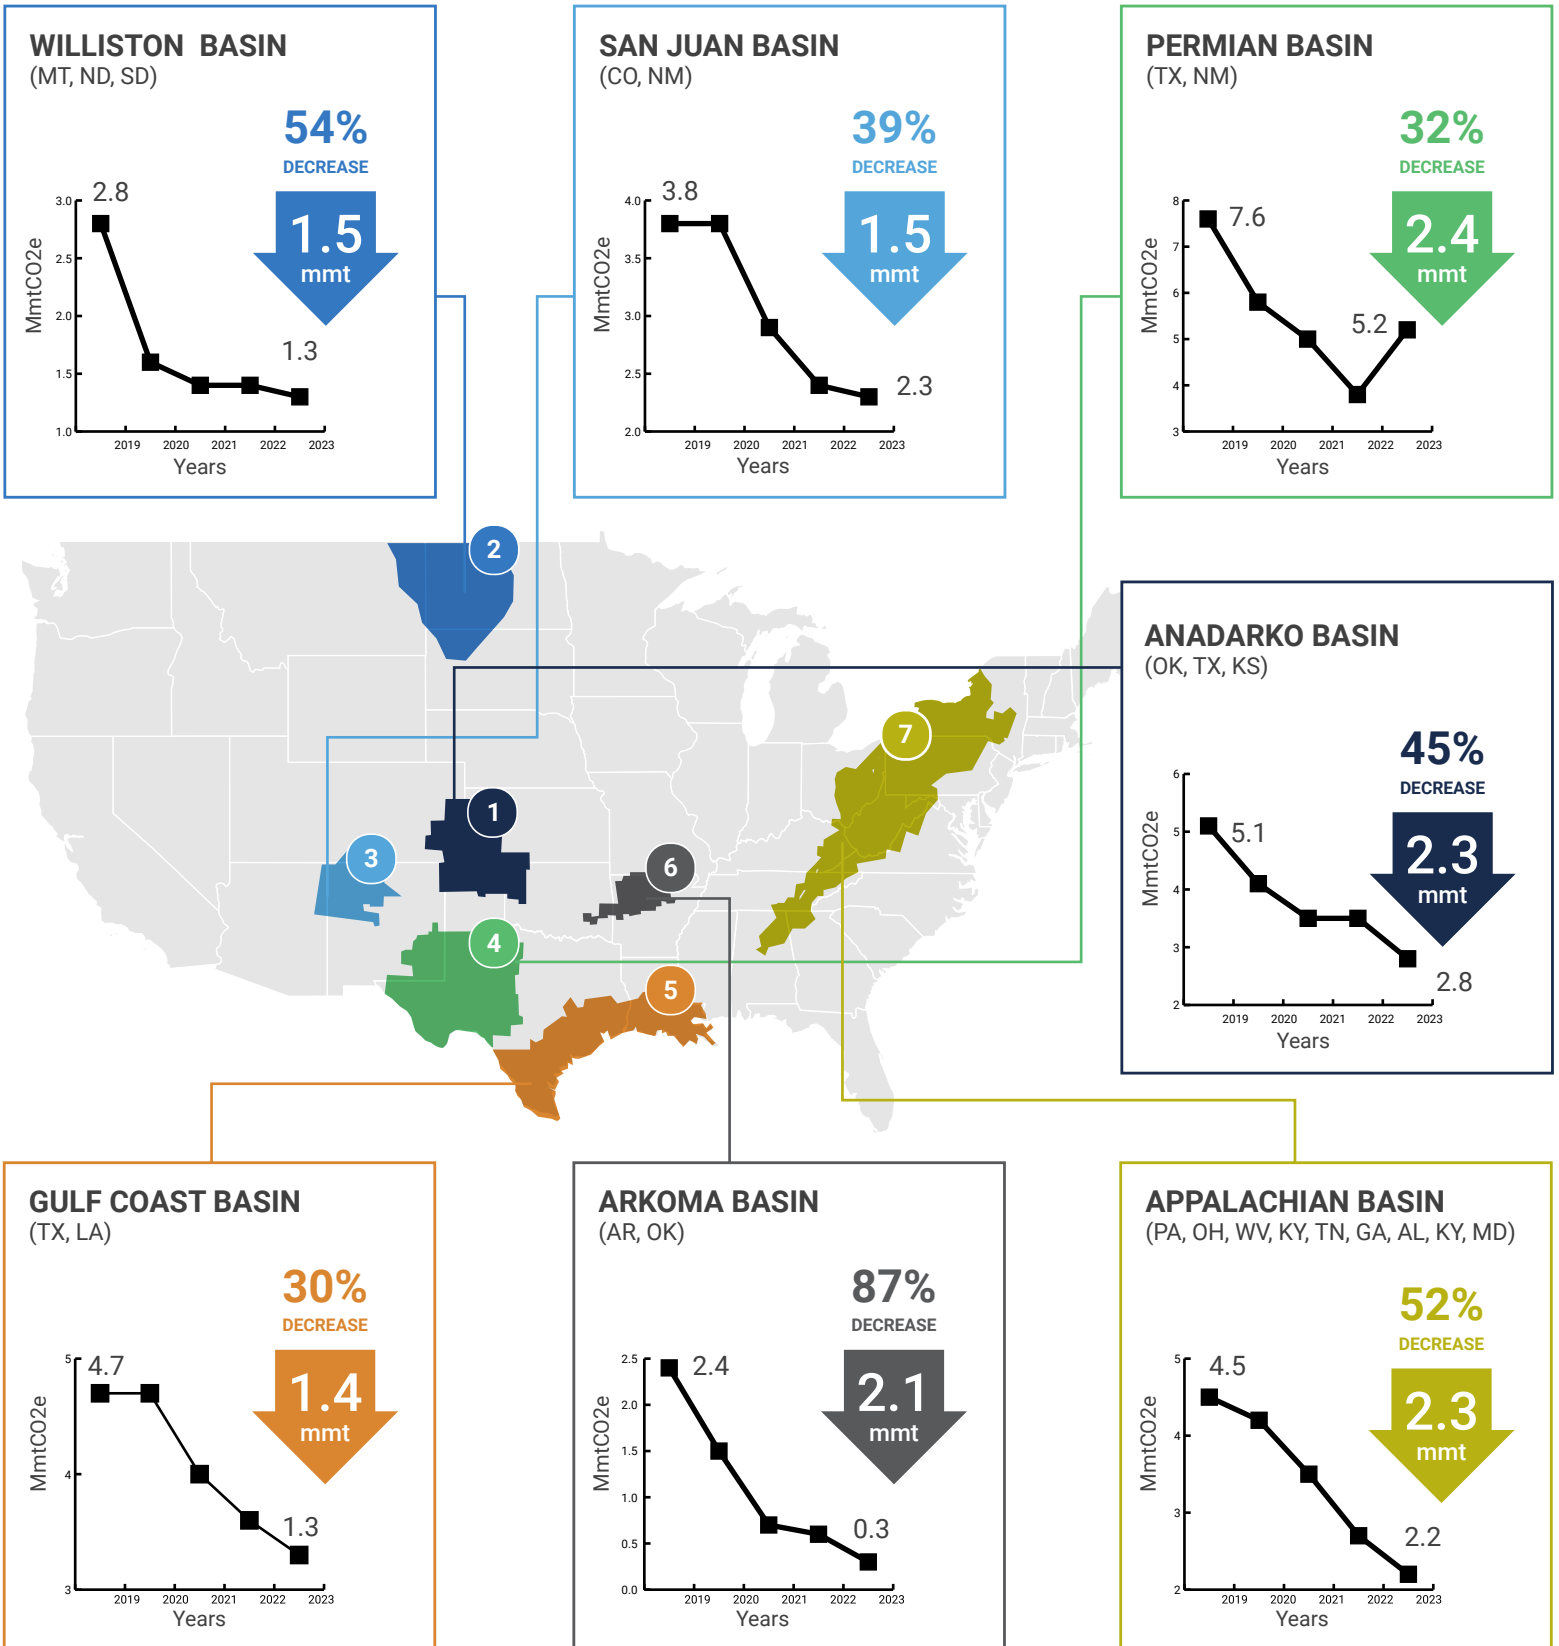 WILLISTON BASIN
(MT, ND, SD)
54%
DECREASE
1.5
mmt
2.8
1.3
MmtCO2e
3.0
2.5
2.0
1.5
1.0
2019 2020 2021 2022 2023
Years
SAN JUAN BASIN
(CO, NM)
39%
DECREASE
1.5
mmt
3.8
2.3
MmtCO2e
4.0
3.5
3.0
2.5
2.0
2019 2020 2021 2022 2023
Years
PERMIAN BASIN
(TX, NM)
32%
DECREASE
2.4
mmt
7.6
5.2
MmtCO2e
8
7
6
5
4
3
2019 2020 2021 2022 2023
Years
2
7
1
3
6
4
5
ANADARKO BASIN
(OK, TX, KS)
45%
DECREASE
2.3
mmt
5.1
2.8
MmtCO2e
6
5
4
3
2
2019 2020 2021 2022 2023
Years
GULF COAST BASIN
(TX, LA)
30%
DECREASE
1.4
mmt
4.7
1.3
MmtCO2e
5
4
3
2019 2020 2021 2022 2023
Years
ARKOMA BASIN
(AR, OK)
87%
DECREASE
2.1
mmt
2.4
0.3
MmtCO2e
2.5
2.0
1.5
1.0
0.5
0.0
2019 2020 2021 2022 2023
Years
APPALACHIAN BASIN
(PA, OH, WV, KY, TN, GA, AL, KY, MD)
52%
DECREASE
2.3
mmt
4.5
2.2
MmtCO2e
5
4
3
2
2019 2020 2021 2022 2023
Years